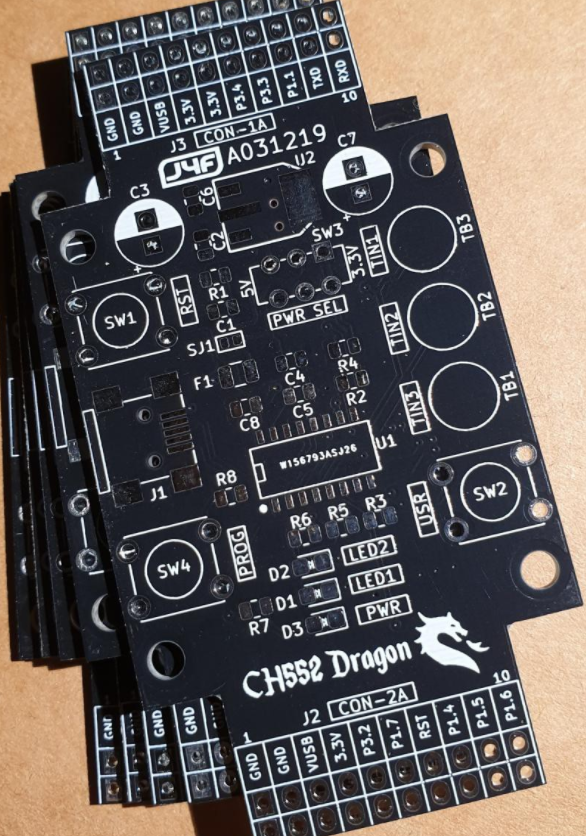 GND GND VUSB 3.3V 3.3V P3.4 P3.3 P1.1 TXD RXD
1 10
J3 CON-1A
J4F A031219
C3 C6 U2 C7
+ C2 +
SW3
SW1 RST R1 5V 3.3V TIN1 TB3
C1 PWR SEL
SJ1
TIN2 TB2
F1 C4 R4
C8 C5 R2 TIN3 TB1
W156793ASJ26 U1
J1
R8 USR SW2
SW4 PROG R6 R5 R3
D2 LED2
D1 LED1
R7 D3 PWR
CH552 Dragon
J2 CON-2A
1 10
GND GND VUSB 3.3V P3.2 P1.7 RST P1.4 P1.5 P1.6
GND
GND
GND